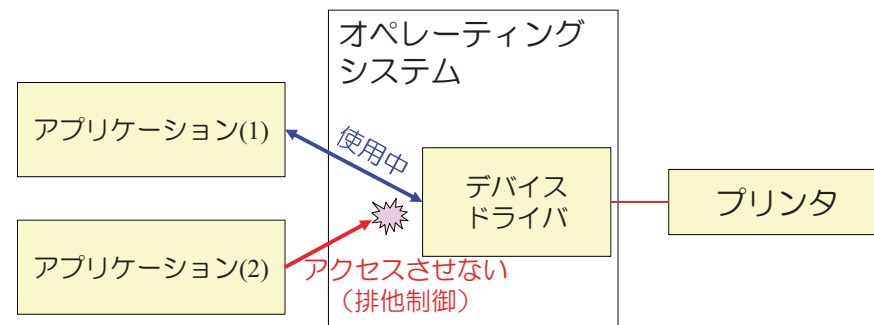 オペレーティング
システム
アプリケーション(1)
使用中
デバイス
ドライバ
プリンタ
アプリケーション(2)
アクセスさせない
（排他制御）